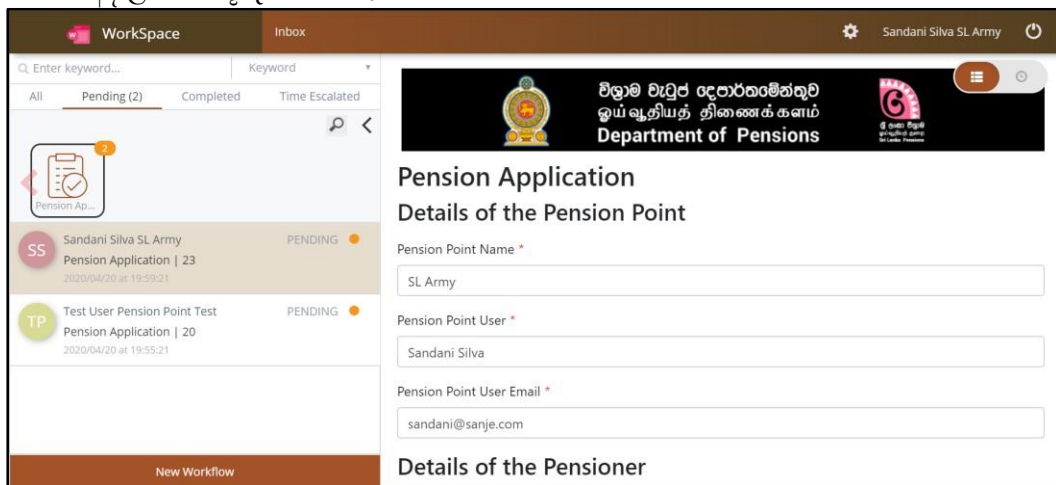 WorkSpace
Inbox
Sandani Silva SL Army
Enter keyword...
Keyword
All
Pending (2)
Completed
Time Escalated
2
Pension Ap...
SS
Sandani Silva SL Army
PENDING
Pension Application | 23
2020/04/20 at 19:59:21
TP
Test User Pension Point Test
PENDING
Pension Application | 20
2020/04/20 at 19:55:21
New Workflow
විශ්‍රාම වැටුප් දෙපාර්තමේන්තුව
ஓய்வூதியத் திணைக்களம்
Department of Pensions
Sri Lanka Pensions
Pension Application
Details of the Pension Point
Pension Point Name *
SL Army
Pension Point User *
Sandani Silva
Pension Point User Email *
sandani@sanje.com
Details of the Pensioner